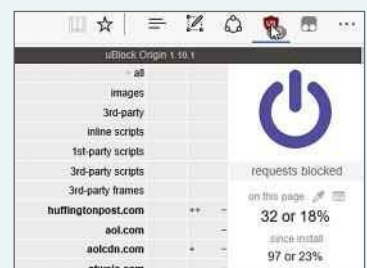 uBlock Origin 1.10.1
all
images
3rd-party
inline scripts
1st-party scripts
3rd-party scripts
3rd-party frames
huffingtonpost.com ++ –
aol.com –
aolcdn.com + –
requests blocked
on this page
32 or 18%
since install
97 or 23%